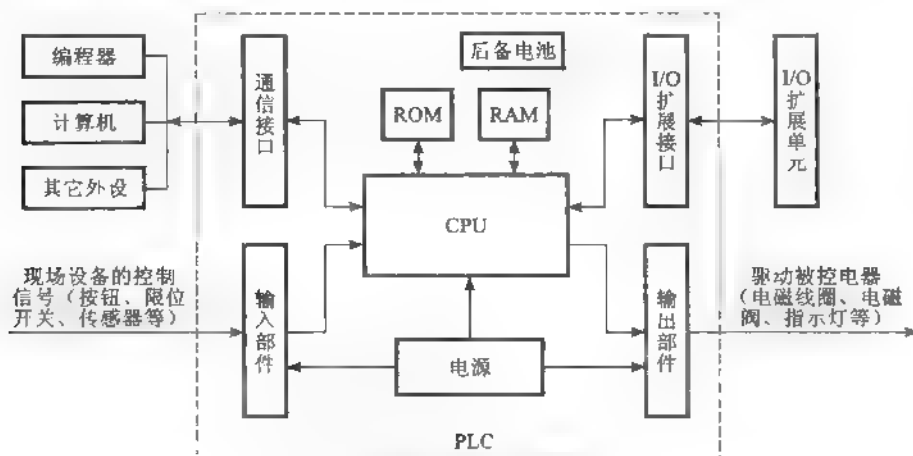 编程器
计算机
其它外设
通信接口
后备电池
ROM
RAM
I/O扩展接口
I/O扩展单元
CPU
现场设备的控制
信号（按钮、限位
开关、传感器等）
输入部件
电源
输出部件
驱动被控电器
（电磁线圈、电磁
阀、指示灯等）
PLC